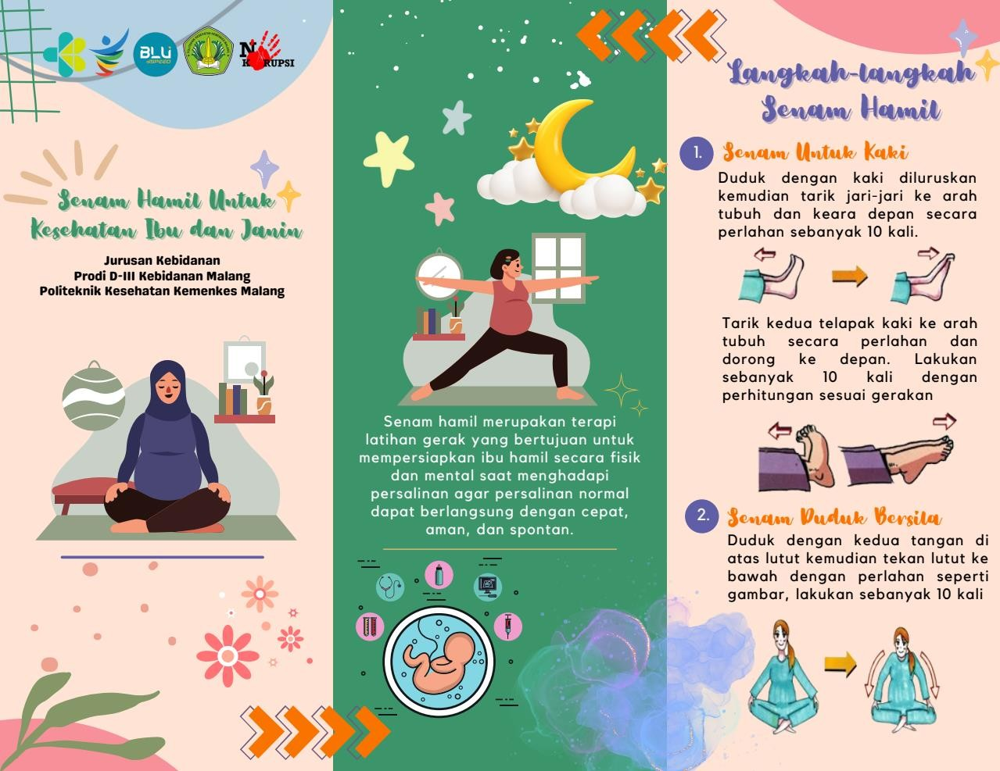 BLU
SPEED
NO KORUPSI
Senam Hamil Untuk
Kesehatan Ibu dan Janin
Jurusan Kebidanan
Prodi D-III Kebidanan Malang
Politeknik Kesehatan Kemenkes Malang
Senam hamil merupakan terapi
latihan gerak yang bertujuan untuk
mempersiapkan ibu hamil secara fisik
dan mental saat menghadapi
persalinan agar persalinan normal
dapat berlangsung dengan cepat,
aman, dan spontan.
Langkah-langkah
Senam Hamil
1. Senam Untuk Kaki
Duduk dengan kaki diluruskan
kemudian tarik jari-jari ke arah
tubuh dan keara depan secara
perlahan sebanyak 10 kali.
Tarik kedua telapak kaki ke arah
tubuh secara perlahan dan
dorong ke depan. Lakukan
sebanyak 10 kali dengan
perhitungan sesuai gerakan
2. Senam Duduk Bersila
Duduk dengan kedua tangan di
atas lutut kemudian tekan lutut ke
bawah dengan perlahan seperti
gambar, lakukan sebanyak 10 kali